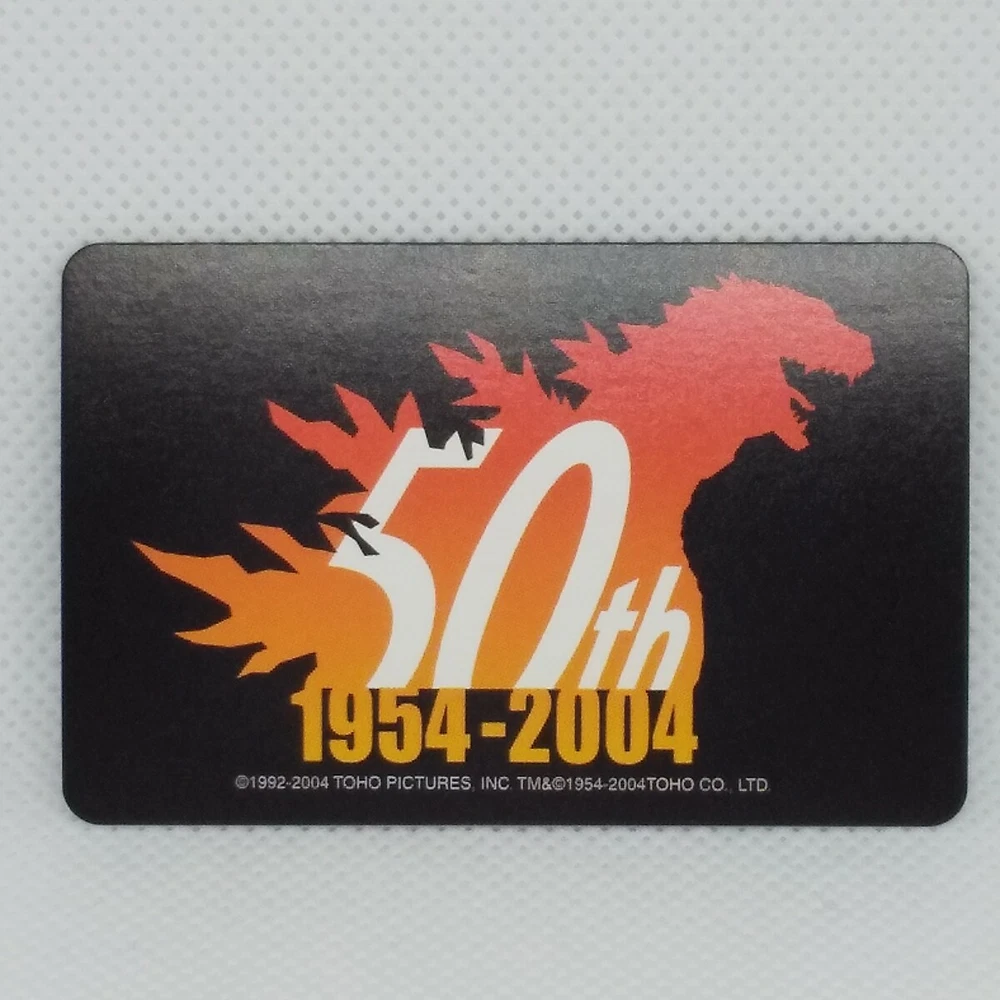 50th
1954-2004
©1992-2004 TOHO PICTURES, INC. TM&©1954-2004TOHO CO., LTD.